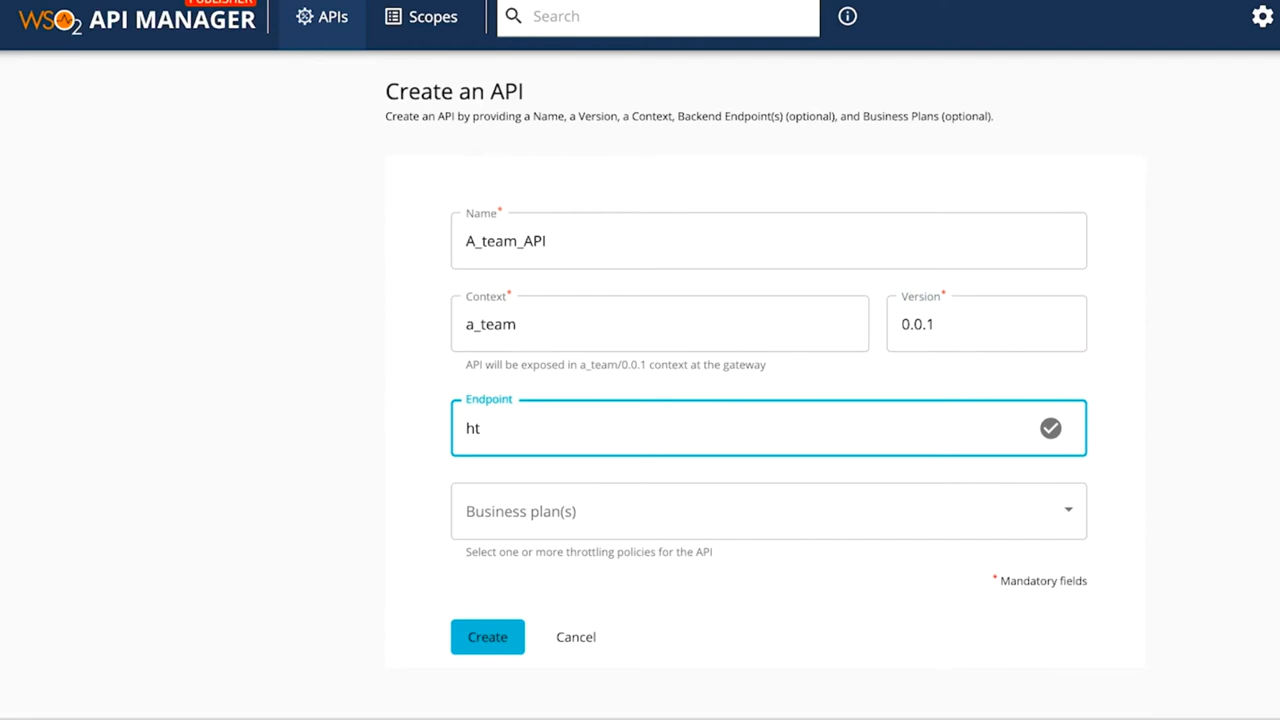 PUBLISHER
WSO2 API MANAGER
APIs
Scopes
Search
Create an API
Create an API by providing a Name, a Version, a Context, Backend Endpoint(s) (optional), and Business Plans (optional).
Name*
A_team_API
Context*
Version*
a_team
0.0.1
API will be exposed in a_team/0.0.1 context at the gateway
Endpoint
ht
Business plan(s)
Select one or more throttling policies for the API
* Mandatory fields
Create
Cancel